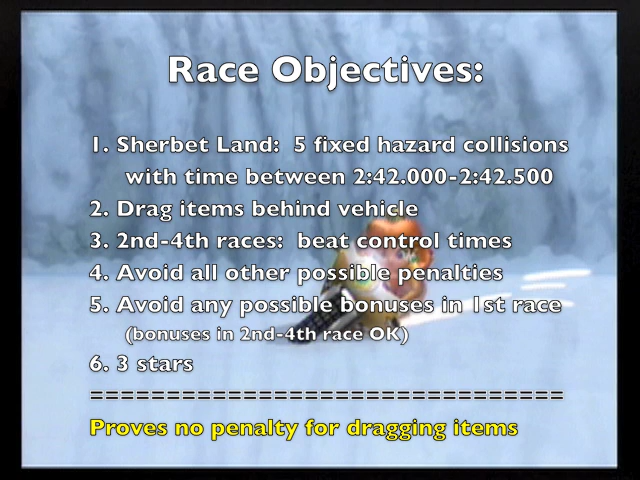 Race Objectives:
1. Sherbet Land: 5 fixed hazard collisions
with time between 2:42.000-2:42.500
2. Drag items behind vehicle
3. 2nd-4th races: beat control times
4. Avoid all other possible penalties
5. Avoid any possible bonuses in 1st race
(bonuses in 2nd-4th race OK)
6. 3 stars
=================================
Proves no penalty for dragging items